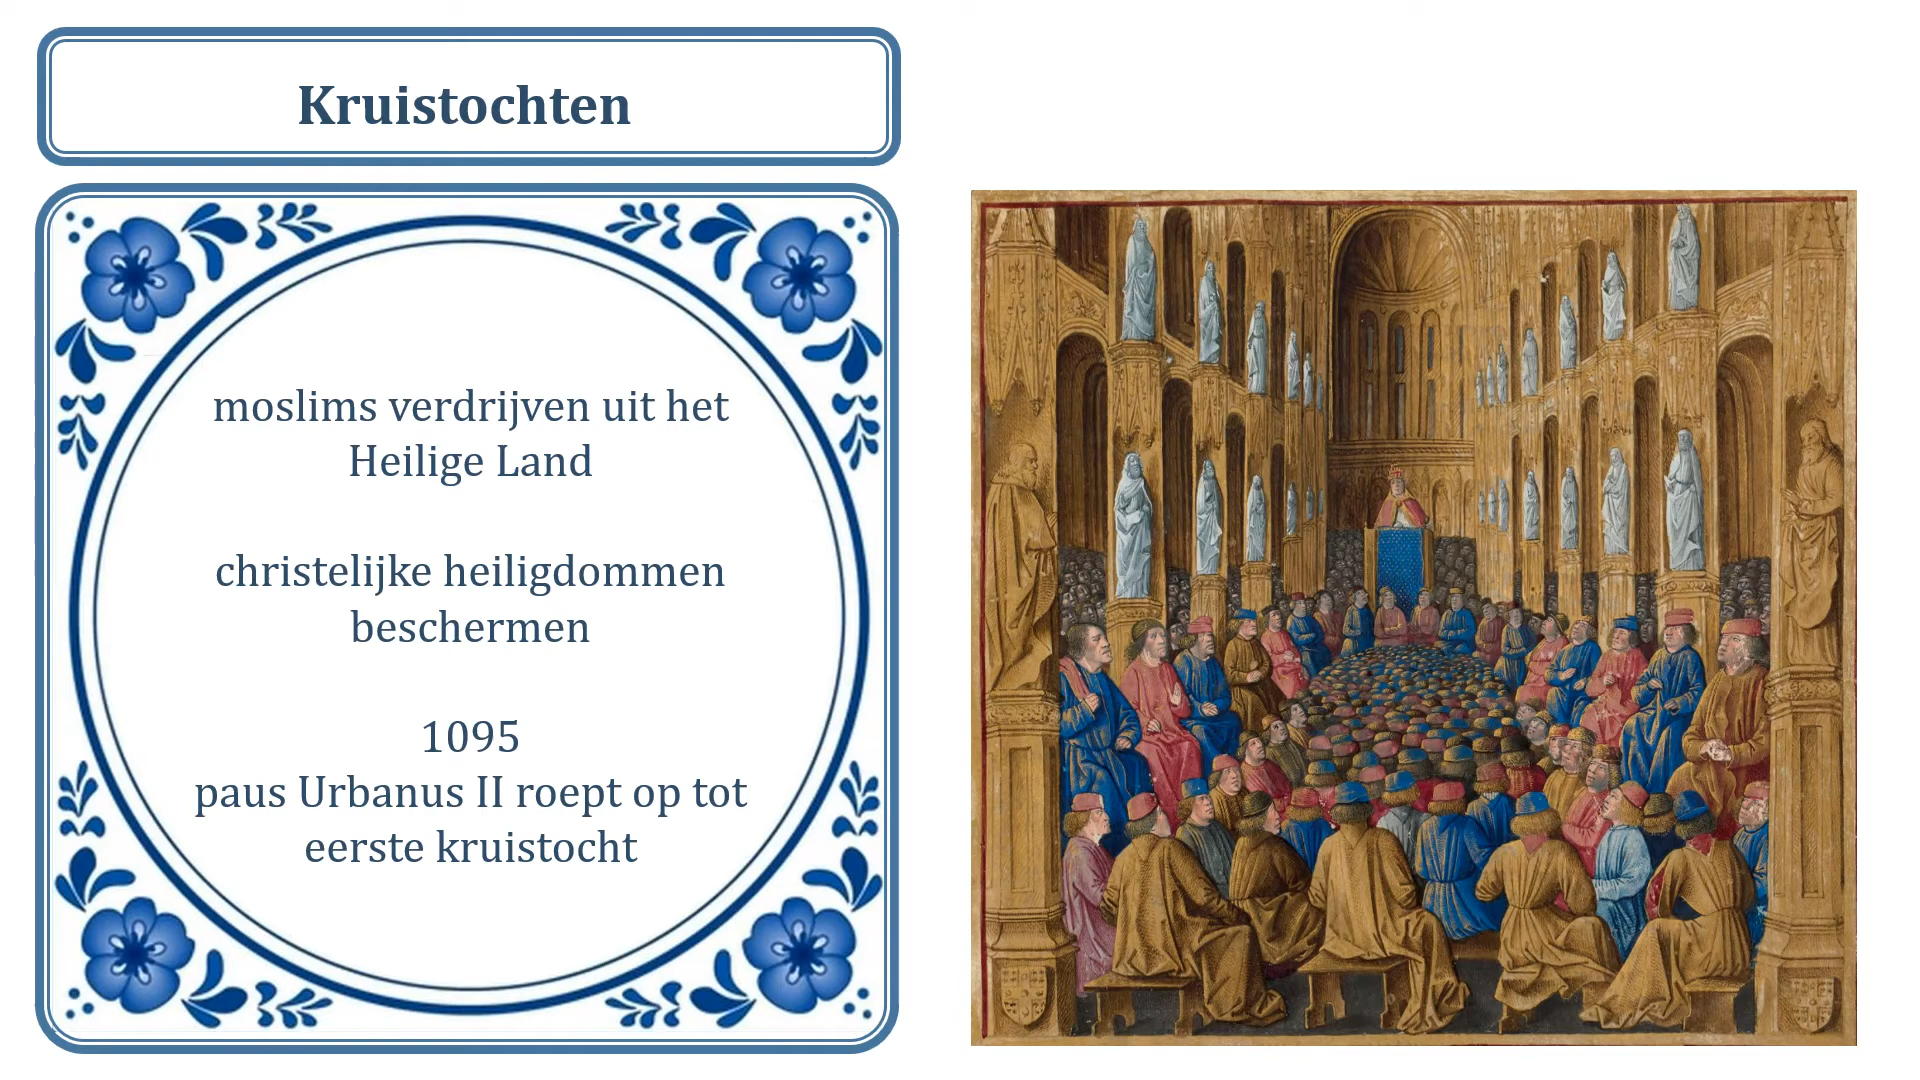 Kruistochten
moslims verdrijven uit het
Heilige Land
christelijke heiligdommen
beschermen
1095
paus Urbanus II roept op tot
eerste kruistocht